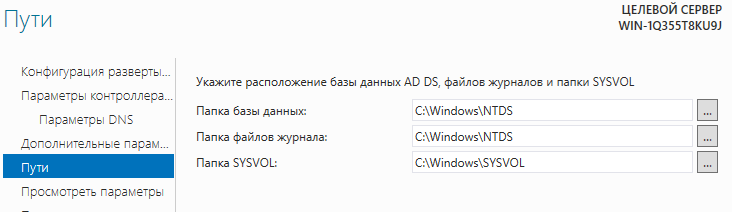 Пути
ЦЕЛЕВОЙ СЕРВЕР
WIN-1Q355T8KU9J
Конфигурация разверты...
Параметры контроллера...
Параметры DNS
Дополнительные парам...
Пути
Просмотреть параметры
Укажите расположение базы данных AD DS, файлов журналов и папки SYSVOL
Папка базы данных: C:\Windows\NTDS ...
Папка файлов журнала: C:\Windows\NTDS ...
Папка SYSVOL: C:\Windows\SYSVOL ...